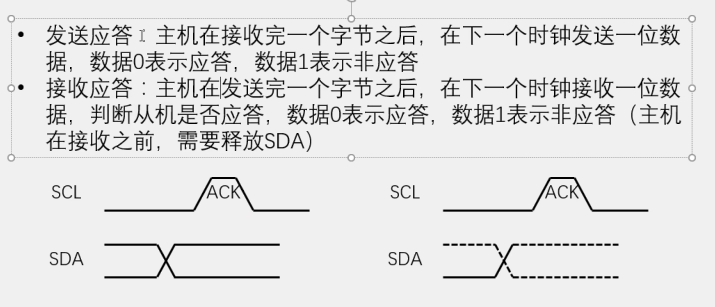 • 发送应答：主机在接收完一个字节之后，在下一个时钟发送一位数
据，数据0表示应答，数据1表示非应答
• 接收应答：主机在发送完一个字节之后，在下一个时钟接收一位数
据，判断从机是否应答，数据0表示应答，数据1表示非应答（主机
在接收之前，需要释放SDA）
SCL ACK SCL ACK
SDA SDA